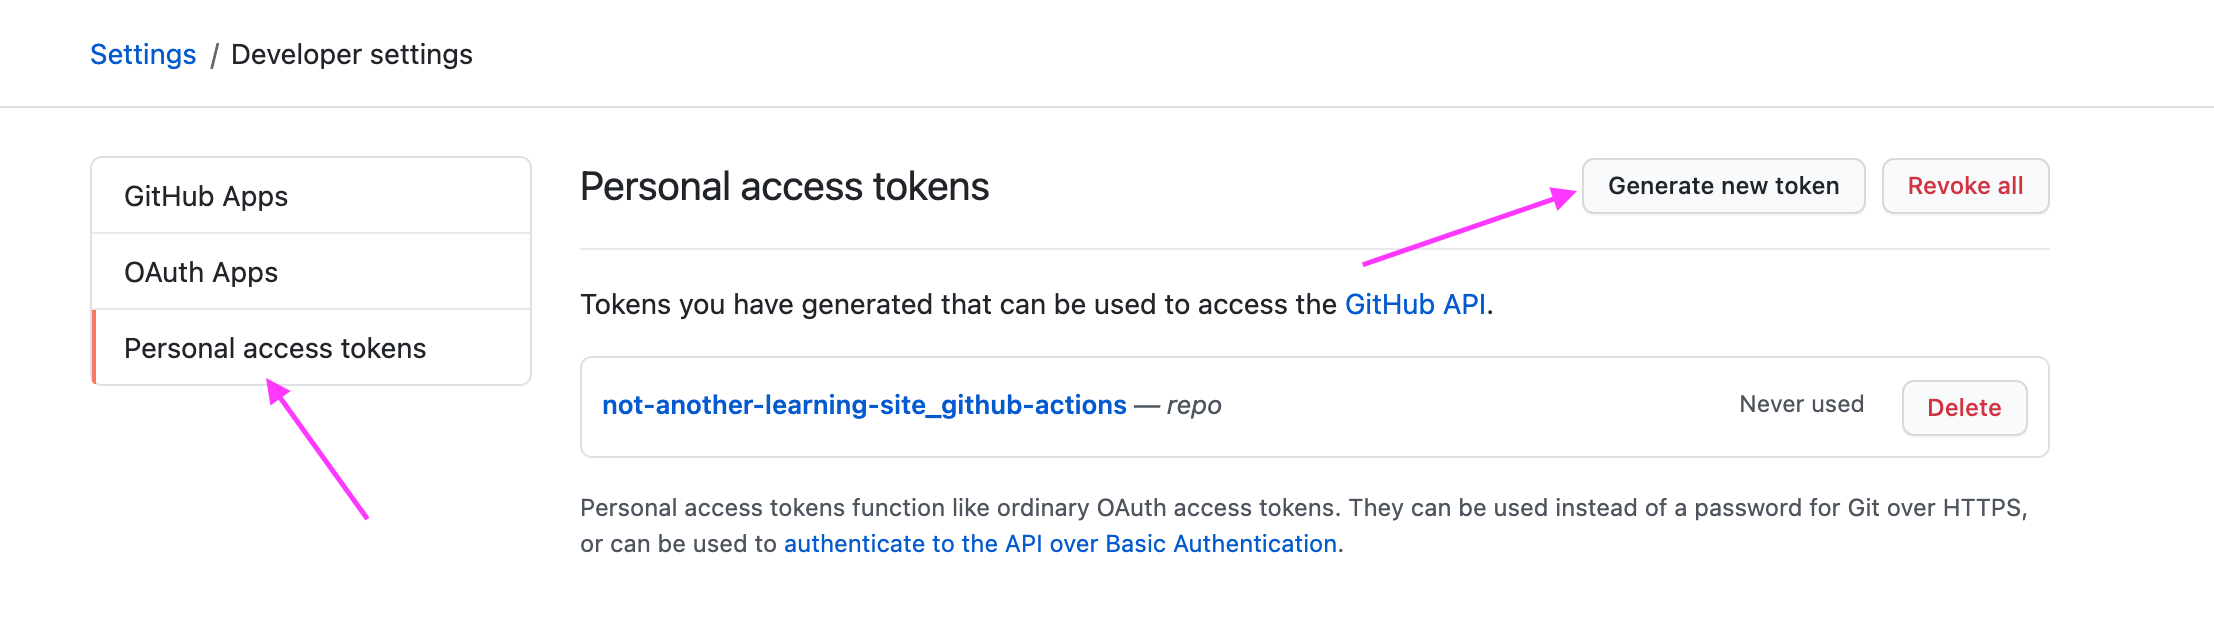 Settings / Developer settings
GitHub Apps
OAuth Apps
Personal access tokens
Personal access tokens
Generate new token
Revoke all
Tokens you have generated that can be used to access the GitHub API.
not-another-learning-site_github-actions — repo
Never used
Delete
Personal access tokens function like ordinary OAuth access tokens. They can be used instead of a password for Git over HTTPS,
or can be used to authenticate to the API over Basic Authentication.